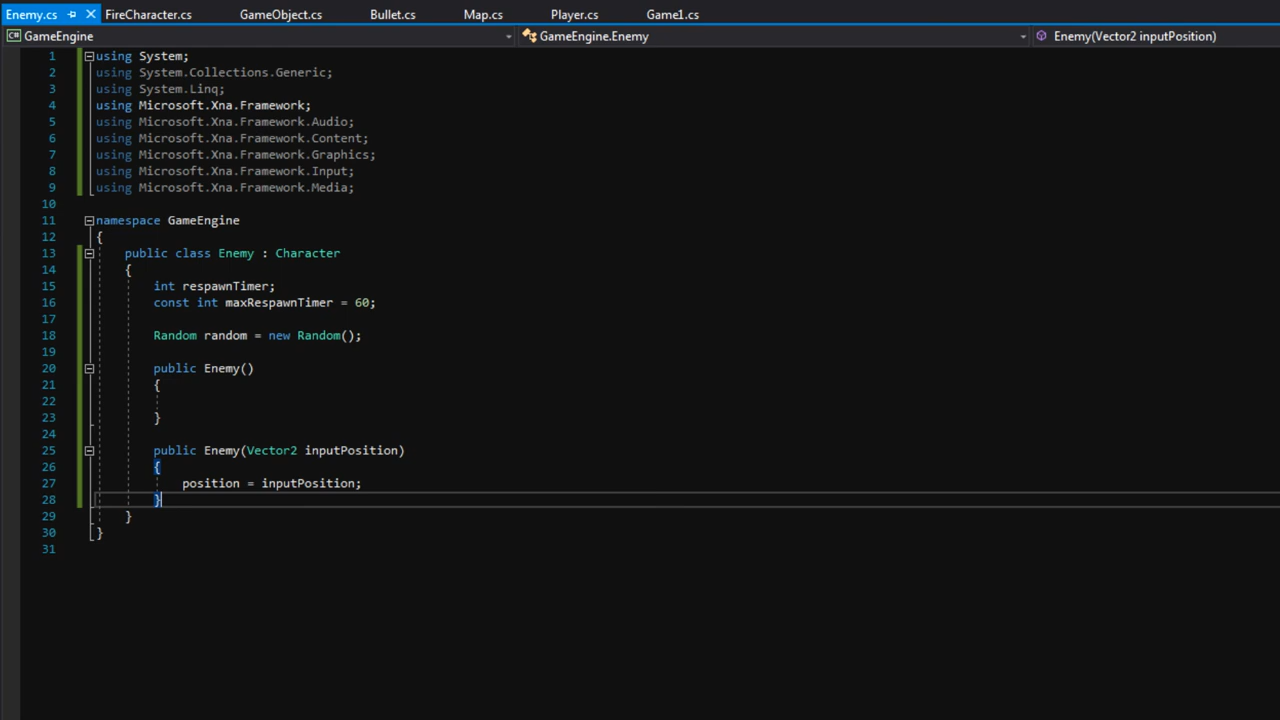 Enemy.cs FireCharacter.cs GameObject.cs Bullet.cs Map.cs Player.cs Game1.cs
C# GameEngine GameEngine.Enemy Enemy(Vector2 inputPosition)
1 using System;
2 using System.Collections.Generic;
3 using System.Linq;
4 using Microsoft.Xna.Framework;
5 using Microsoft.Xna.Framework.Audio;
6 using Microsoft.Xna.Framework.Content;
7 using Microsoft.Xna.Framework.Graphics;
8 using Microsoft.Xna.Framework.Input;
9 using Microsoft.Xna.Framework.Media;
10
11 namespace GameEngine
12 {
13 public class Enemy : Character
14 {
15 int respawnTimer;
16 const int maxRespawnTimer = 60;
17
18 Random random = new Random();
19
20 public Enemy()
21 {
22
23 }
24
25 public Enemy(Vector2 inputPosition)
26 {
27 position = inputPosition;
28 }
29 }
30 }
31